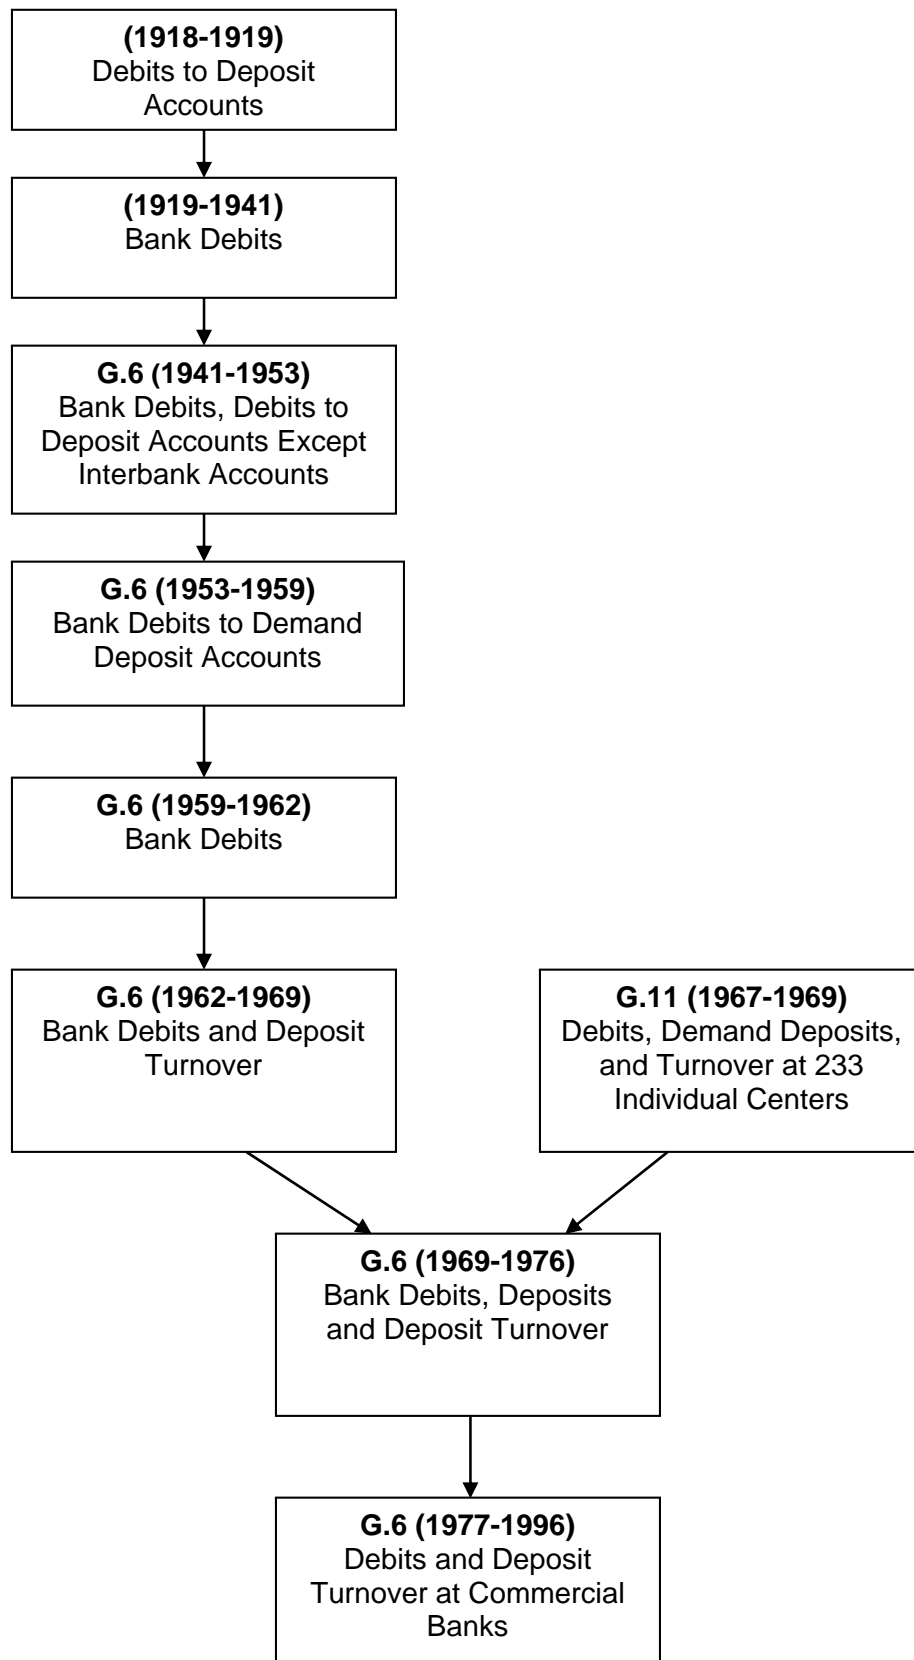 (1918-1919)
Debits to Deposit
Accounts
(1919-1941)
Bank Debits
G.6 (1941-1953)
Bank Debits, Debits to
Deposit Accounts Except
Interbank Accounts
G.6 (1953-1959)
Bank Debits to Demand
Deposit Accounts
G.6 (1959-1962)
Bank Debits
G.6 (1962-1969)
Bank Debits and Deposit
Turnover
G.11 (1967-1969)
Debits, Demand Deposits,
and Turnover at 233
Individual Centers
G.6 (1969-1976)
Bank Debits, Deposits
and Deposit Turnover
G.6 (1977-1996)
Debits and Deposit
Turnover at Commercial
Banks